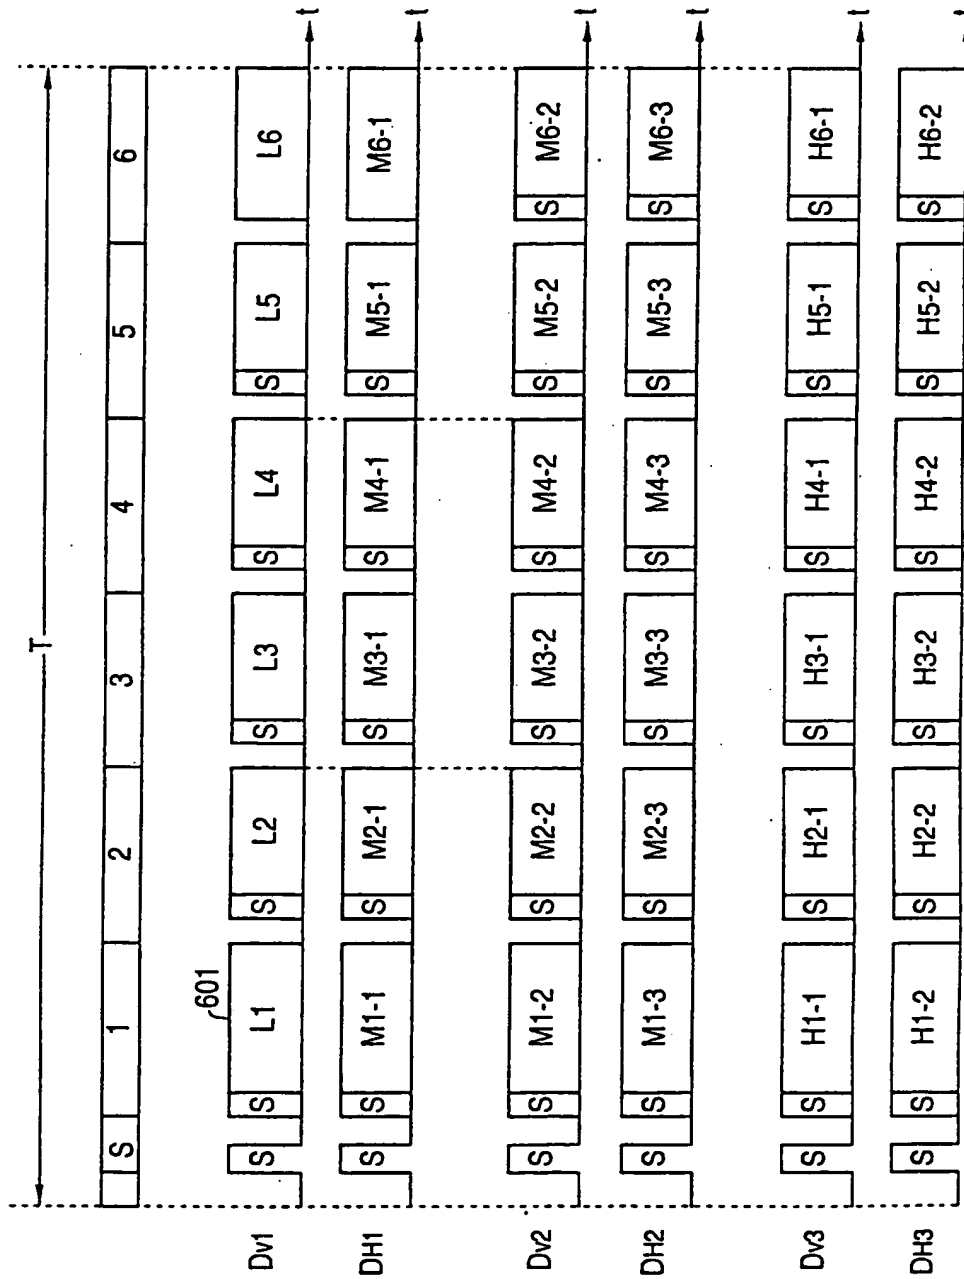 T
S 1 2 3 4 5 6
601
Dv1 S S L1 S L2 S L3 S L4 S L5 L6 t
DH1 S S M1-1 S M2-1 S M3-1 S M4-1 S M5-1 M6-1 t
Dv2 S S M1-2 S M2-2 S M3-2 S M4-2 S M5-2 S M6-2 t
DH2 S S M1-3 S M2-3 S M3-3 S M4-3 S M5-3 S M6-3 t
Dv3 S S H1-1 S H2-1 S H3-1 S H4-1 S H5-1 S H6-1 t
DH3 S S H1-2 S H2-2 S H3-2 S H4-2 S H5-2 S H6-2 t